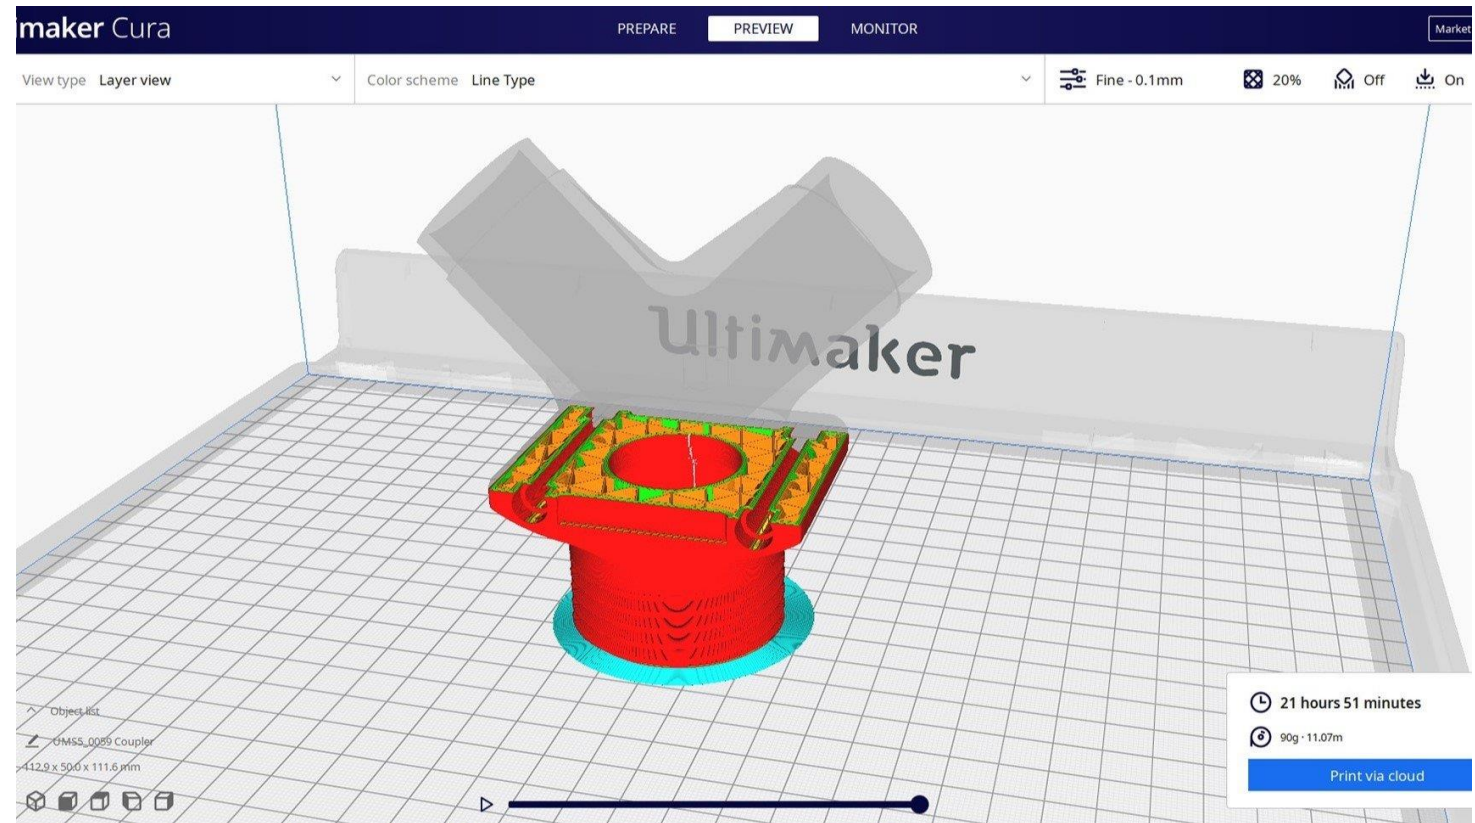 imaker Cura
PREPARE PREVIEW MONITOR
Market
View type Layer view
Color scheme Line Type
Fine - 0.1mm 20% Off On
Ultimaker
21 hours 51 minutes
90g · 11.07m
Print via cloud
Object list
UMS5_0059 Coupler
112.9 x 50.0 x 111.6 mm